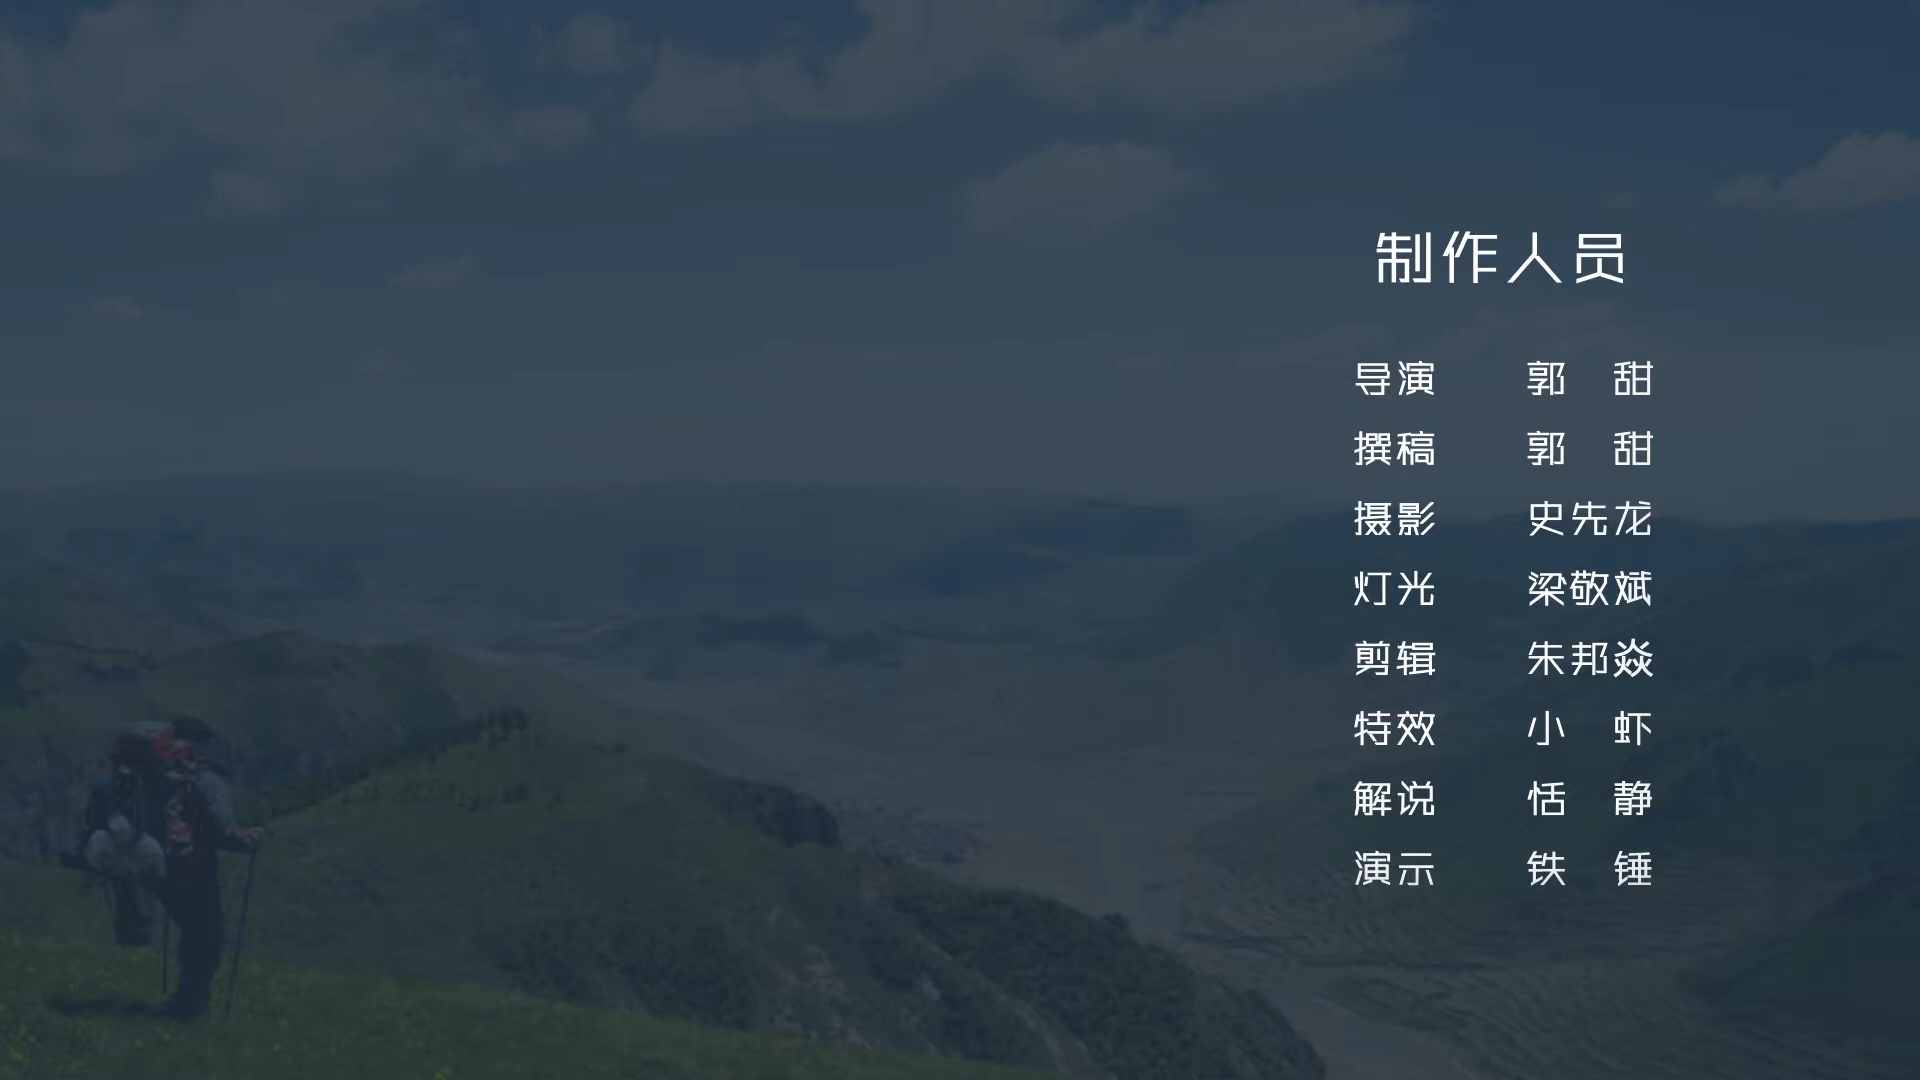 制作人员
导演 郭 甜
撰稿 郭 甜
摄影 史先龙
灯光 梁敬斌
剪辑 朱邦焱
特效 小 虾
解说 恬 静
演示 铁 锤